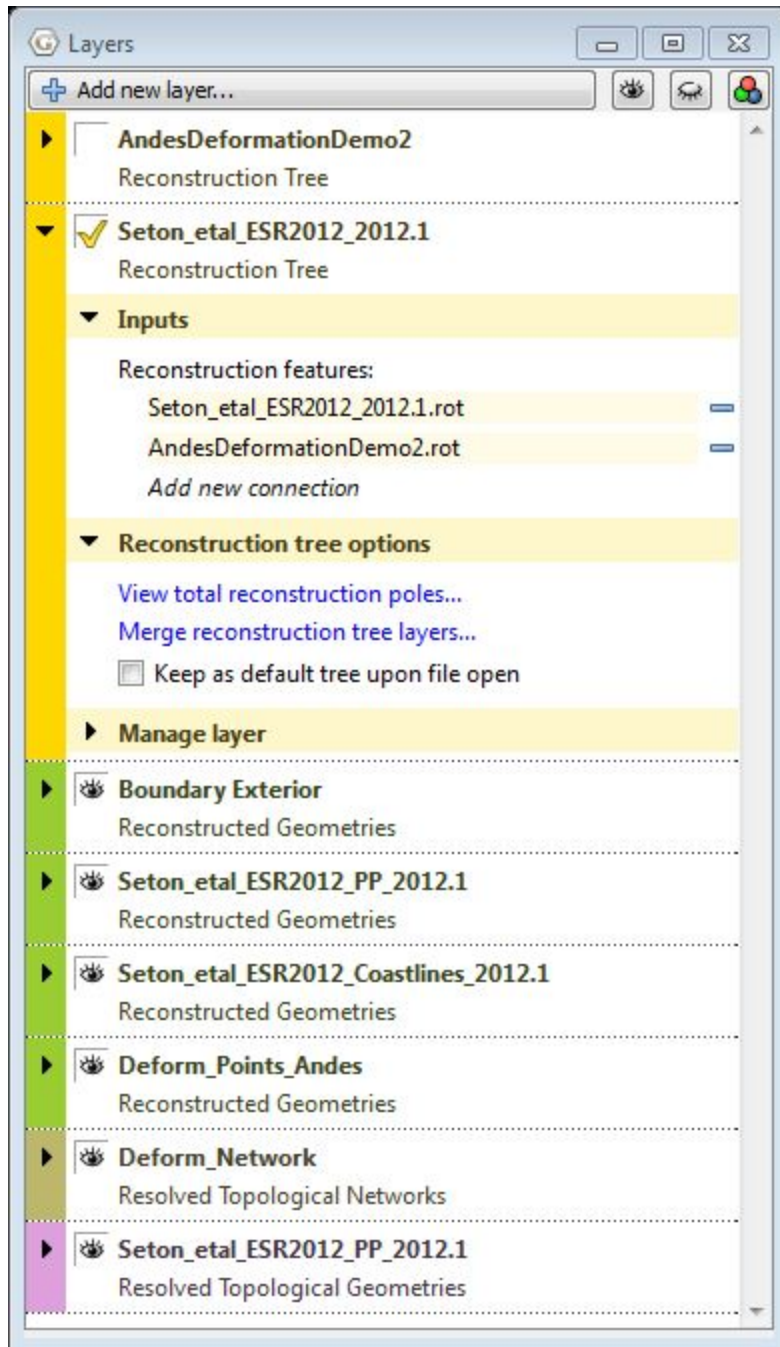 Layers
Add new layer...
AndesDeformationDemo2
Reconstruction Tree
Seton_etal_ESR2012_2012.1
Reconstruction Tree
Inputs
Reconstruction features:
Seton_etal_ESR2012_2012.1.rot
AndesDeformationDemo2.rot
Add new connection
Reconstruction tree options
View total reconstruction poles...
Merge reconstruction tree layers...
Keep as default tree upon file open
Manage layer
Boundary Exterior
Reconstructed Geometries
Seton_etal_ESR2012_PP_2012.1
Reconstructed Geometries
Seton_etal_ESR2012_Coastlines_2012.1
Reconstructed Geometries
Deform_Points_Andes
Reconstructed Geometries
Deform_Network
Resolved Topological Networks
Seton_etal_ESR2012_PP_2012.1
Resolved Topological Geometries